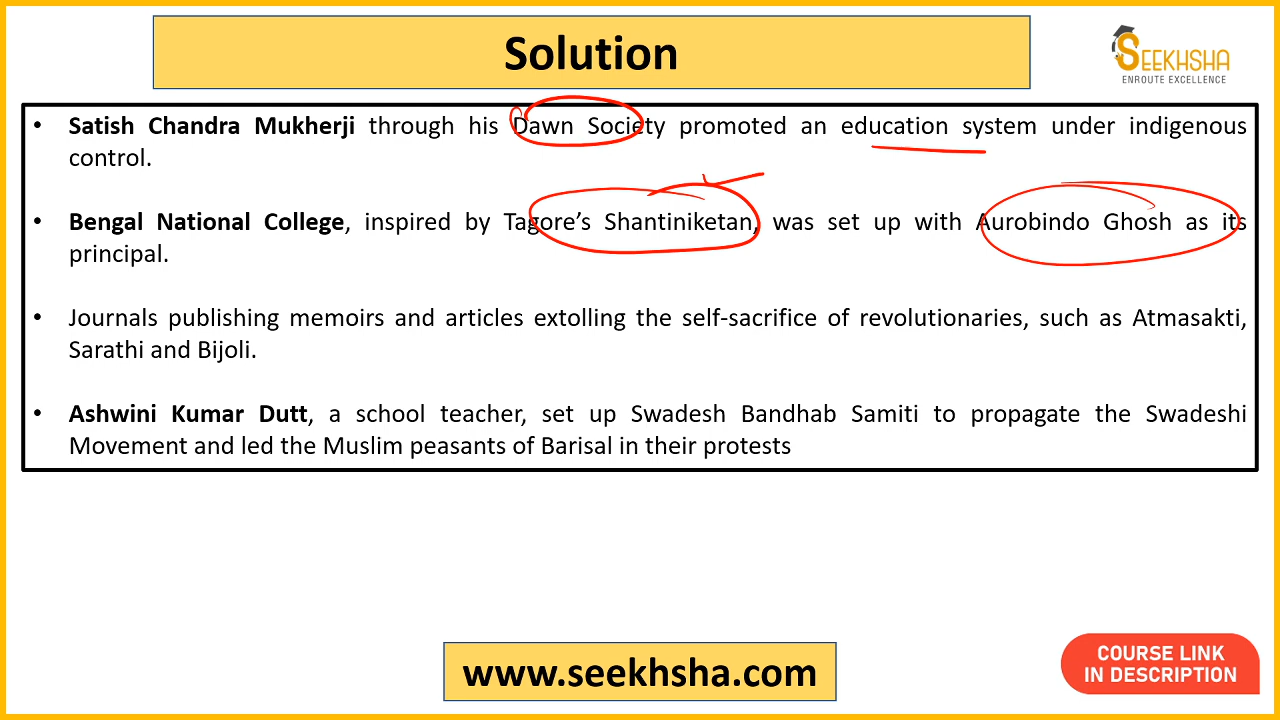 Solution
SEEKHSHA
ENROUTE EXCELLENCE
• Satish Chandra Mukherji through his Dawn Society promoted an education system under indigenous
control.
• Bengal National College, inspired by Tagore's Shantiniketan, was set up with Aurobindo Ghosh as its
principal.
• Journals publishing memoirs and articles extolling the self-sacrifice of revolutionaries, such as Atmasakti,
Sarathi and Bijoli.
• Ashwini Kumar Dutt, a school teacher, set up Swadesh Bandhab Samiti to propagate the Swadeshi
Movement and led the Muslim peasants of Barisal in their protests
www.seekhsha.com
COURSE LINK
IN DESCRIPTION